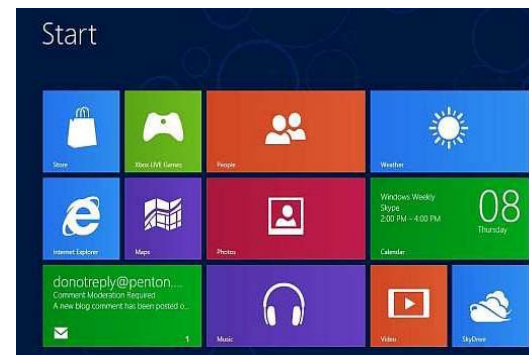 Start
Store
Xbox LIVE Games
People
Weather
Internet Explorer
Maps
Photos
Windows Weekly
Skype
2:00 PM – 4:00 PM
08
Thursday
Calendar
donotreply@penton....
Comment Moderation Required
A new blog comment has been posted o...
1
Music
Video
SkyDrive